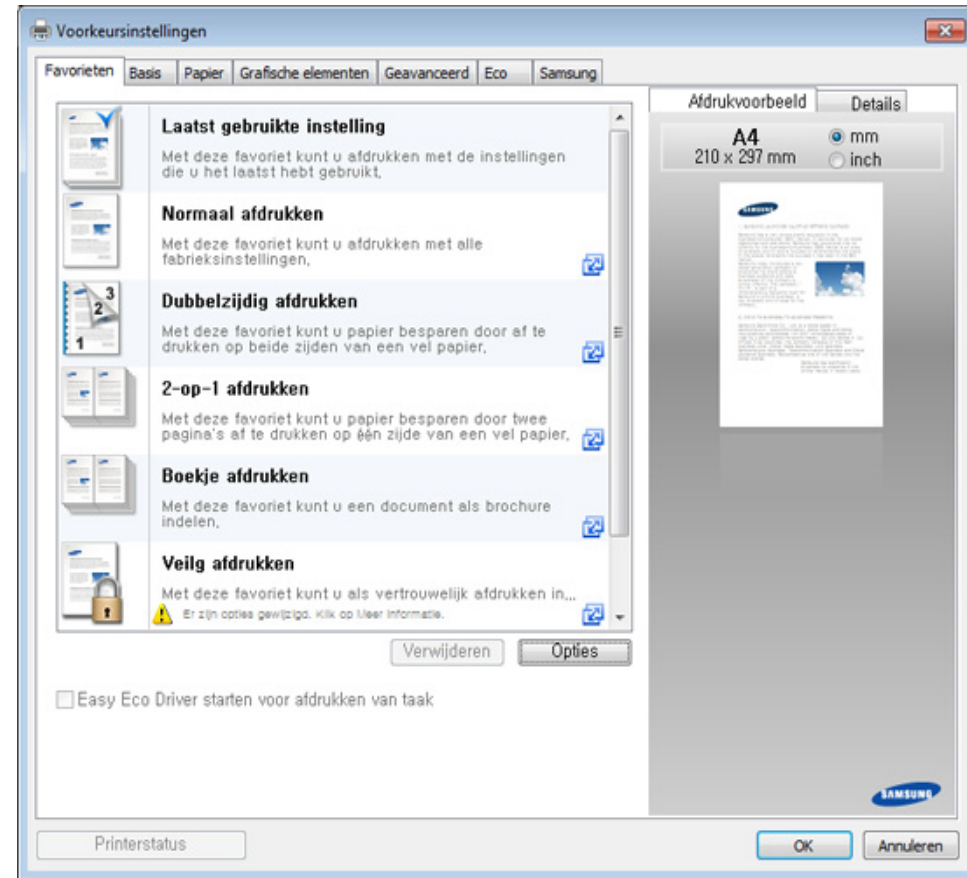 Voorkeursinstellingen
Favorieten Basis Papier Grafische elementen Geavanceerd Eco Samsung
Laatst gebruikte instelling
Met deze favoriet kunt u afdrukken met de instellingen
die u het laatst hebt gebruikt.
Normaal afdrukken
Met deze favoriet kunt u afdrukken met alle
fabrieksinstellingen.
Dubbelzijdig afdrukken
Met deze favoriet kunt u papier besparen door af te
drukken op beide zijden van een vel papier.
2-op-1 afdrukken
Met deze favoriet kunt u papier besparen door twee
pagina's af te drukken op één zijde van een vel papier.
Boekje afdrukken
Met deze favoriet kunt u een document als brochure
indelen.
Veilg afdrukken
Met deze favoriet kunt u als vertrouwelijk afdrukken in...
Er zijn opties gewijzigd. Klik op Meer informatie.
1
2
3
Verwijderen Opties
Easy Eco Driver starten voor afdrukken van taak
Afdrukvoorbeeld Details
A4
210 x 297 mm
mm
inch
SAMSUNG
SAMSUNG
Printerstatus OK Annuleren